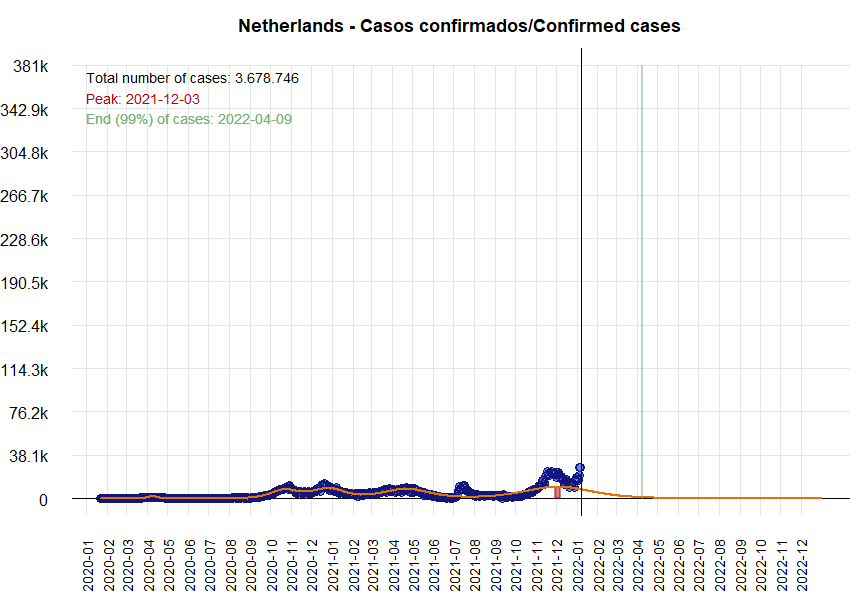 Netherlands - Casos confirmados/Confirmed cases
381k
342.9k
304.8k
266.7k
228.6k
190.5k
152.4k
114.3k
76.2k
38.1k
0
Total number of cases: 3.678.746
Peak: 2021-12-03
End (99%) of cases: 2022-04-09
2020-01
2020-02
2020-03
2020-04
2020-05
2020-06
2020-07
2020-08
2020-09
2020-10
2020-11
2020-12
2021-01
2021-02
2021-03
2021-04
2021-05
2021-06
2021-07
2021-08
2021-09
2021-10
2021-11
2021-12
2022-01
2022-02
2022-03
2022-04
2022-05
2022-06
2022-07
2022-08
2022-09
2022-10
2022-11
2022-12